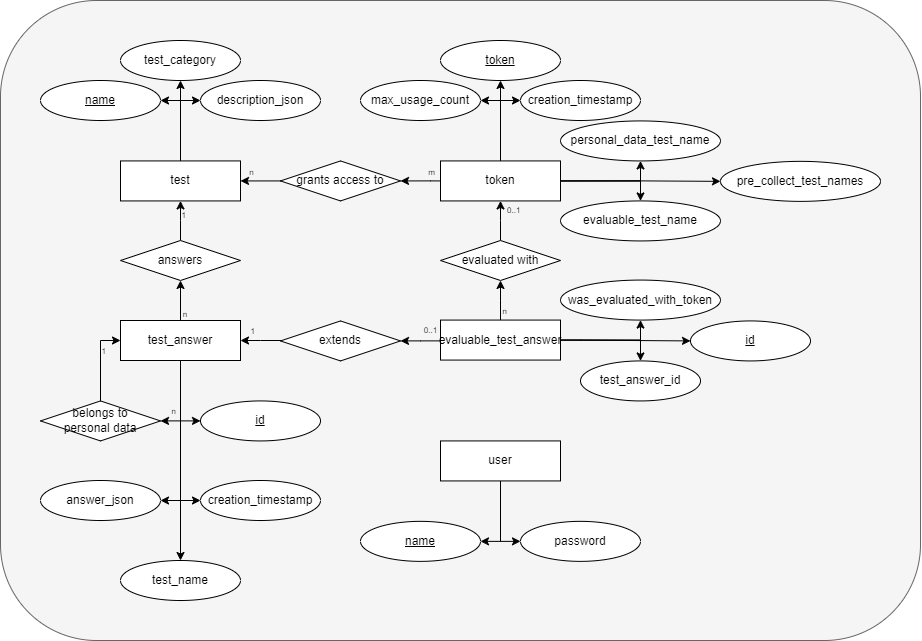 test_category
token
name
description_json
max_usage_count
creation_timestamp
personal_data_test_name
n
m
test
grants access to
token
pre_collect_test_names
1
0..1
evaluable_test_name
answers
evaluated with
was_evaluated_with_token
n
n
1
0..1
test_answer
extends
evaluable_test_answer
id
1
test_answer_id
n
belongs to
personal data
id
user
answer_json
creation_timestamp
name
password
test_name